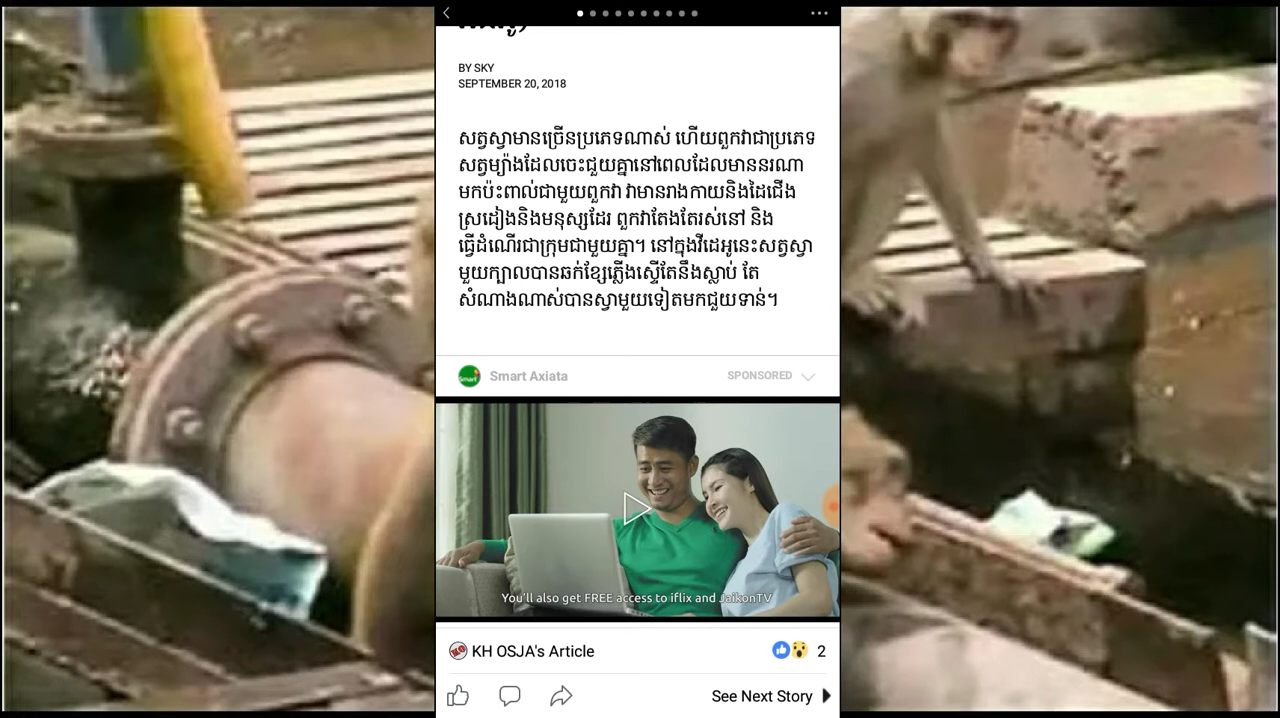 BY SKY
SEPTEMBER 20, 2018
សត្វស្វាមានច្រើនប្រភេទណាស់ ហើយពួកវាជាប្រភេទ
សត្វម្យ៉ាងដែលចេះជួយគ្នានៅពេលដែលមាននរណា
មកប៉ះពាល់ជាមួយពួកវា វាមានរាងកាយនិងដៃជើង
ស្រដៀងនិងមនុស្សដែរ ពួកវាតែងតែរស់នៅ និង
ធ្វើដំណើរជាក្រុមជាមួយគ្នា។ នៅក្នុងវីដេអូនេះសត្វស្វា
មួយក្បាលបានឆក់ខ្សែភ្លើងស្ទើតែនឹងស្លាប់ តែ
សំណាងណាស់បានស្វាមួយទៀតមកជួយទាន់។
Smart Axiata
SPONSORED
You'll also get FREE access to iflix and JaikonTV
KH OSJA's Article
2
See Next Story